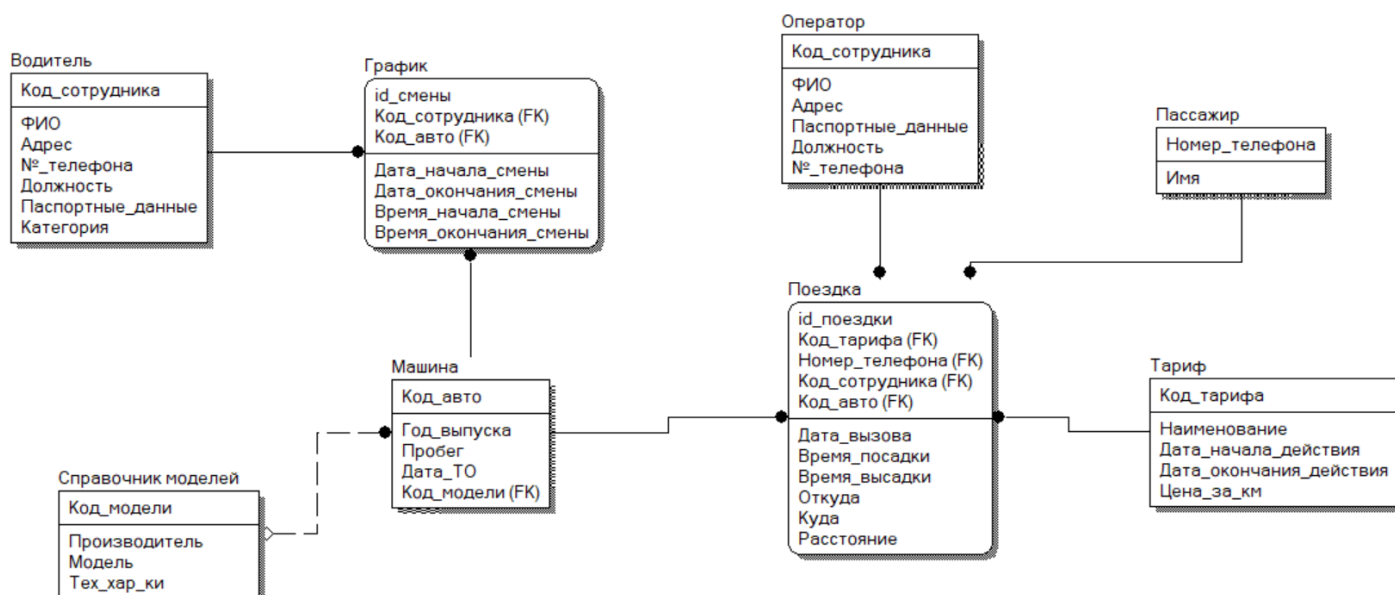 Водитель
Код_сотрудника
ФИО
Адрес
№_телефона
Должность
Паспортные_данные
Категория
График
id_смены
Код_сотрудника (FK)
Код_авто (FK)
Дата_начала_смены
Дата_окончания_смены
Время_начала_смены
Время_окончания_смены
Оператор
Код_сотрудника
ФИО
Адрес
Паспортные_данные
Должность
№_телефона
Пассажир
Номер_телефона
Имя
Машина
Код_авто
Год_выпуска
Пробег
Дата_ТО
Код_модели (FK)
Поездка
id_поездки
Код_тарифа (FK)
Номер_телефона (FK)
Код_сотрудника (FK)
Код_авто (FK)
Дата_вызова
Время_посадки
Время_высадки
Откуда
Куда
Расстояние
Тариф
Код_тарифа
Наименование
Дата_начала_действия
Дата_окончания_действия
Цена_за_км
Справочник моделей
Код_модели
Производитель
Модель
Тех_хар_ки